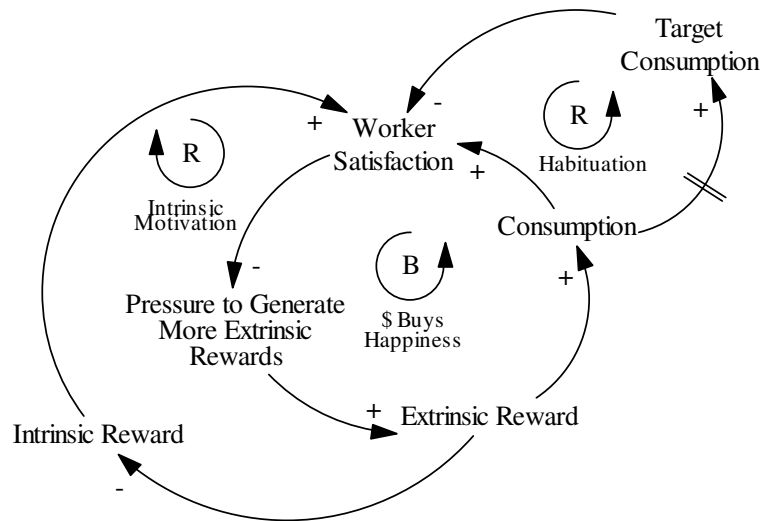 Target
Consumption
+
-
+
Worker
Satisfaction
R
Habituation
R
Intrinsic
Motivation
+
Consumption
-
B
$ Buys
Happiness
+
Pressure to Generate
More Extrinsic
Rewards
+
Extrinsic Reward
Intrinsic Reward
-